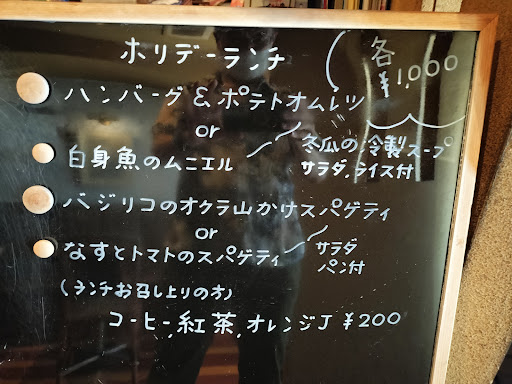 ホリデーランチ
各
¥1,000
ハンバーグ&ポテトオムレツ
or
白身魚のムニエル
冬瓜の冷製スープ
サラダ,ライス付
バジリコのオクラ山かけスパゲティ
or
なすとトマトのスパゲティ
サラダ
パン付
(ランチお召し上りの方)
コーヒー,紅茶,オレンジJ ¥200